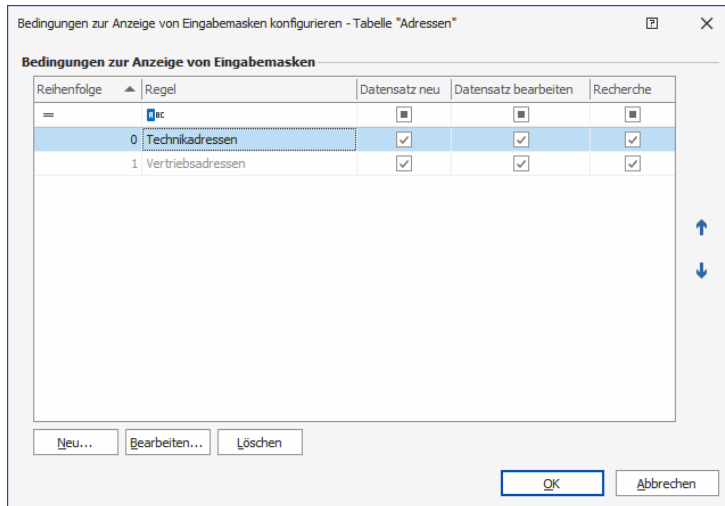 Bedingungen zur Anzeige von Eingabemasken konfigurieren - Tabelle "Adressen"
Bedingungen zur Anzeige von Eingabemasken
Reihenfolge Regel Datensatz neu Datensatz bearbeiten Recherche
= ABC
0 Technikadressen
1 Vertriebsadressen
Neu... Bearbeiten... Löschen
OK Abbrechen